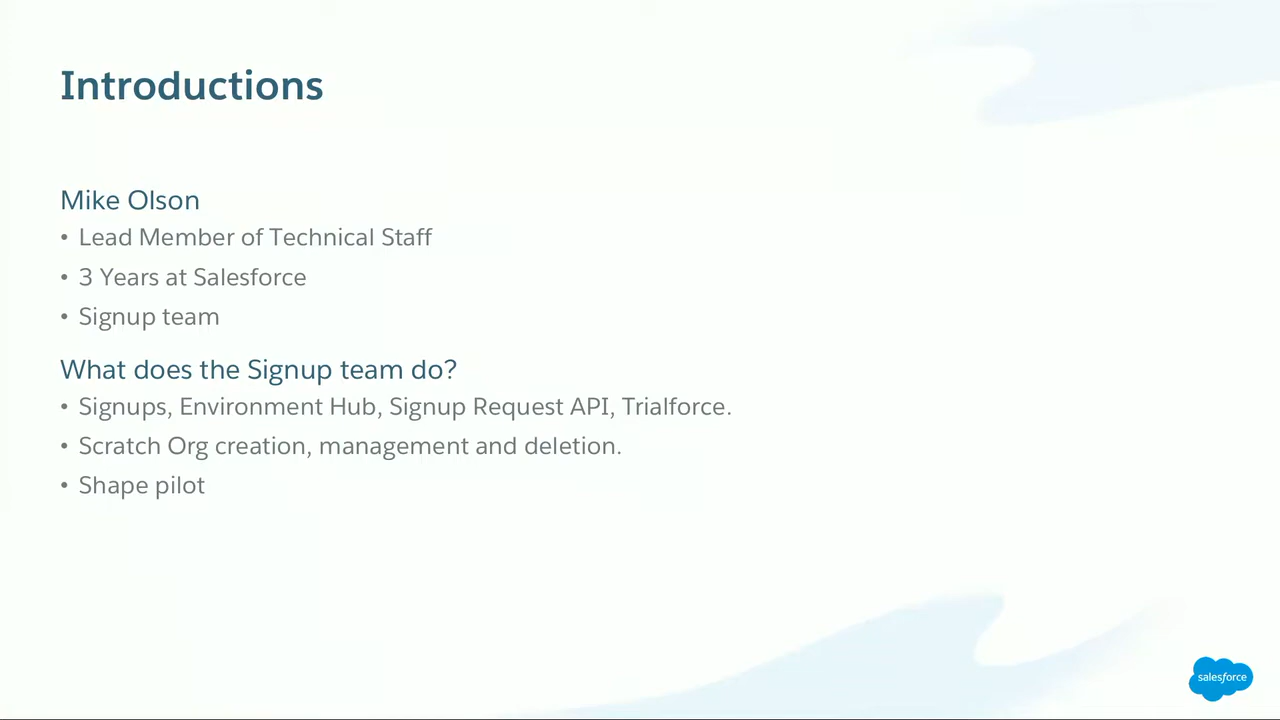 Introductions
Mike Olson
• Lead Member of Technical Staff
• 3 Years at Salesforce
• Signup team
What does the Signup team do?
• Signups, Environment Hub, Signup Request API, Trialforce.
• Scratch Org creation, management and deletion.
• Shape pilot
salesforce